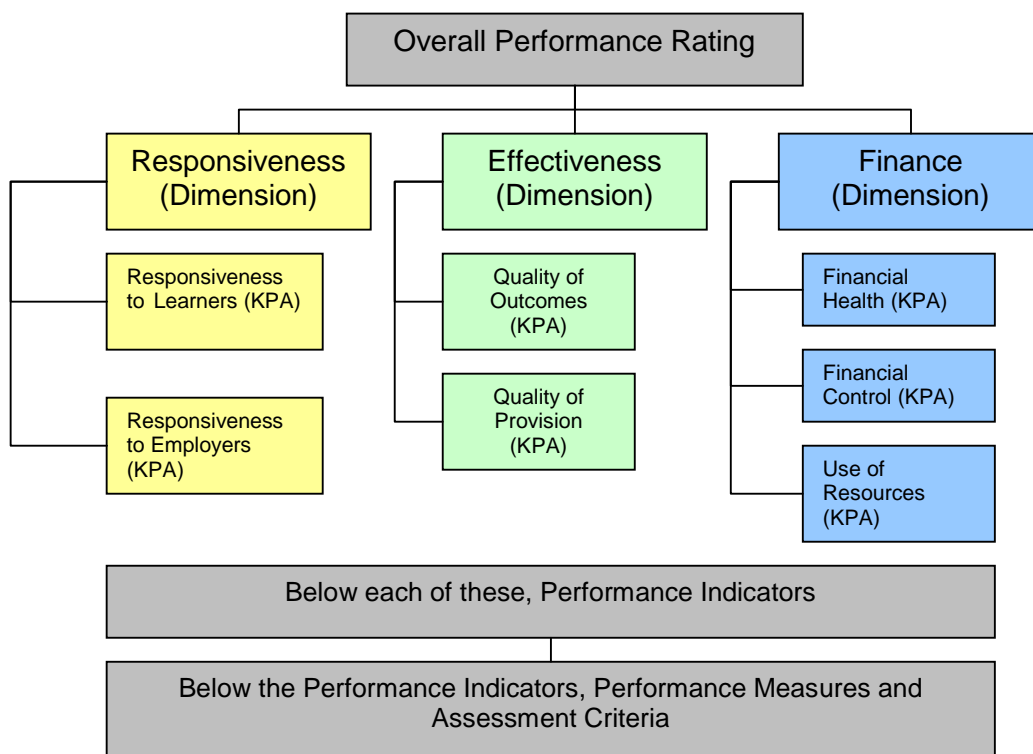 Overall Performance Rating
Responsiveness
(Dimension)
Effectiveness
(Dimension)
Finance
(Dimension)
Responsiveness
to Learners (KPA)
Quality of
Outcomes
(KPA)
Financial
Health (KPA)
Responsiveness
to Employers
(KPA)
Quality of
Provision
(KPA)
Financial
Control (KPA)
Use of
Resources
(KPA)
Below each of these, Performance Indicators
Below the Performance Indicators, Performance Measures and
Assessment Criteria